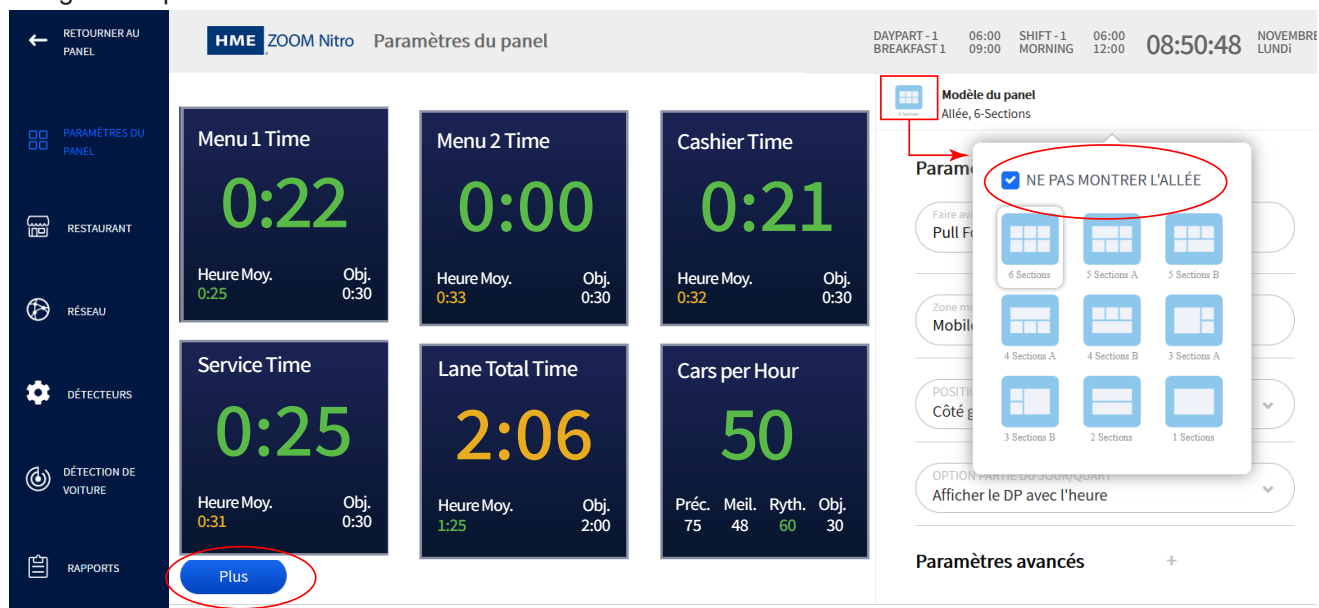 RETOURNER AU
PANEL
HME ZOOM Nitro Paramètres du panel
DAYPART - 1 06:00 SHIFT - 1 06:00
BREAKFAST 1 09:00 MORNING 12:00
08:50:48
NOVEMBRE
LUNDi
PARAMÈTRES DU
PANEL
RESTAURANT
RÉSEAU
DÉTECTEURS
DÉTECTION DE
VOITURE
RAPPORTS
Menu 1 Time
0:22
Heure Moy. Obj.
0:25 0:30
Menu 2 Time
0:00
Heure Moy. Obj.
0:33 0:30
Cashier Time
0:21
Heure Moy. Obj.
0:32 0:30
Service Time
0:25
Heure Moy. Obj.
0:31 0:30
Lane Total Time
2:06
Heure Moy. Obj.
1:25 2:00
Cars per Hour
50
Préc. Meil. Ryth. Obj.
75 48 60 30
Plus
6 Sections
Modèle du panel
Allée, 6-Sections
NE PAS MONTRER L'ALLÉE
6 Sections 5 Sections A 5 Sections B
4 Sections A 4 Sections B 3 Sections A
3 Sections B 2 Sections 1 Sections
Faire
Pull
Zone
Côté
OPTION PARTIE DU JOUR/QUART
Afficher le DP avec l'heure
Paramètres avancés +